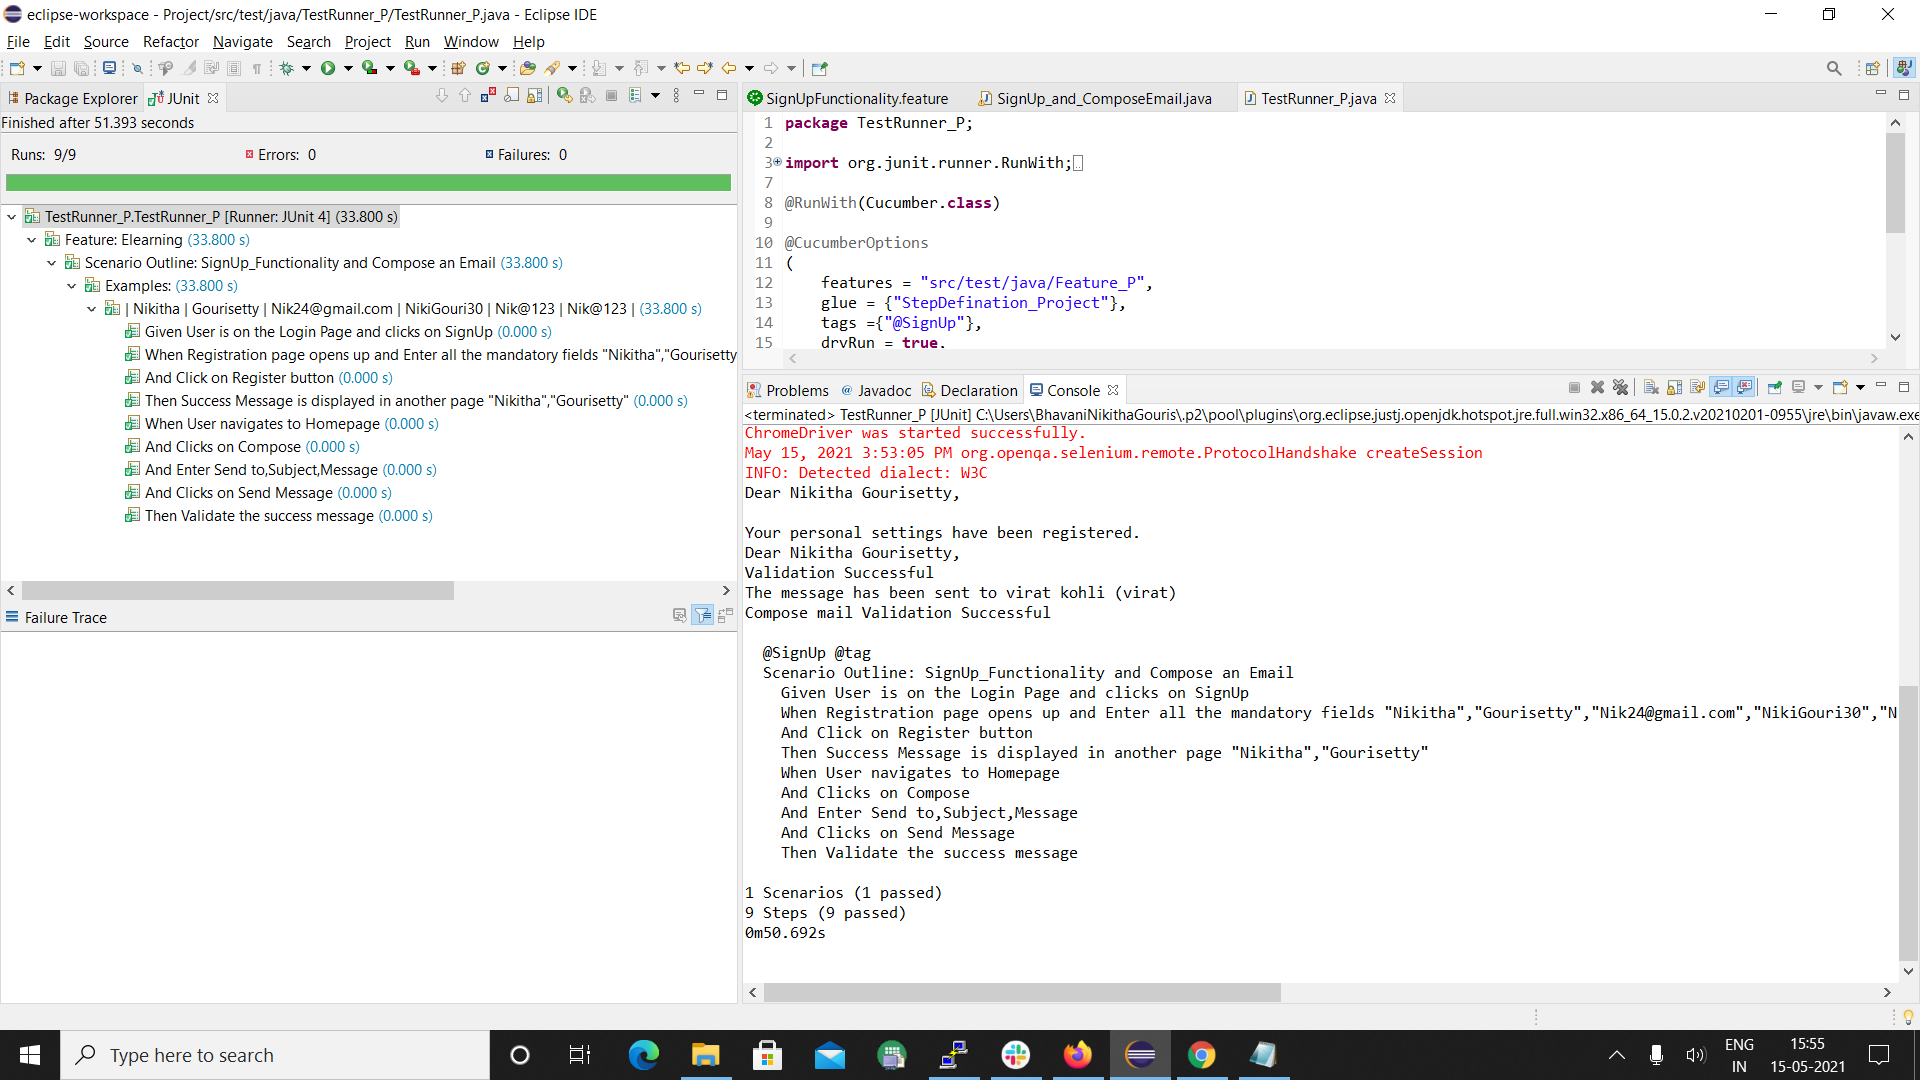 eclipse-workspace - Project/src/test/java/TestRunner_P/TestRunner_P.java - Eclipse IDE
File Edit Source Refactor Navigate Search Project Run Window Help
Package Explorer JUnit
Finished after 51.393 seconds
Runs: 9/9 Errors: 0 Failures: 0
TestRunner_P.TestRunner_P [Runner: JUnit 4] (33.800 s)
Feature: Elearning (33.800 s)
Scenario Outline: SignUp_Functionality and Compose an Email (33.800 s)
Examples: (33.800 s)
| Nikitha | Gourisetty | Nik24@gmail.com | NikiGouri30 | Nik@123 | Nik@123 | (33.800 s)
Given User is on the Login Page and clicks on SignUp (0.000 s)
When Registration page opens up and Enter all the mandatory fields "Nikitha","Gourisetty
And Click on Register button (0.000 s)
Then Success Message is displayed in another page "Nikitha","Gourisetty" (0.000 s)
When User navigates to Homepage (0.000 s)
And Clicks on Compose (0.000 s)
And Enter Send to,Subject,Message (0.000 s)
And Clicks on Send Message (0.000 s)
Then Validate the success message (0.000 s)
Failure Trace
SignUpFunctionality.feature SignUp_and_ComposeEmail.java TestRunner_P.java
1 package TestRunner_P;
2
3 import org.junit.runner.RunWith;
7
8 @RunWith(Cucumber.class)
9
10 @CucumberOptions
11 (
12 features = "src/test/java/Feature_P",
13 glue = {"StepDefination_Project"},
14 tags ={"@SignUp"},
15 dryRun = true,
Problems Javadoc Declaration Console
<terminated> TestRunner_P [JUnit] C:\Users\BhavaniNikithaGouris\.p2\pool\plugins\org.eclipse.justj.openjdk.hotspot.jre.full.win32.x86_64_15.0.2.v20210201-0955\jre\bin\javaw.exe
ChromeDriver was started successfully.
May 15, 2021 3:53:05 PM org.openqa.selenium.remote.ProtocolHandshake createSession
INFO: Detected dialect: W3C
Dear Nikitha Gourisetty,
Your personal settings have been registered.
Dear Nikitha Gourisetty,
Validation Successful
The message has been sent to virat kohli (virat)
Compose mail Validation Successful
@SignUp @tag
Scenario Outline: SignUp_Functionality and Compose an Email
Given User is on the Login Page and clicks on SignUp
When Registration page opens up and Enter all the mandatory fields "Nikitha","Gourisetty","Nik24@gmail.com","NikiGouri30","N
And Click on Register button
Then Success Message is displayed in another page "Nikitha","Gourisetty"
When User navigates to Homepage
And Clicks on Compose
And Enter Send to,Subject,Message
And Clicks on Send Message
Then Validate the success message
1 Scenarios (1 passed)
9 Steps (9 passed)
0m50.692s
Type here to search
ENG
IN
15:55
15-05-2021